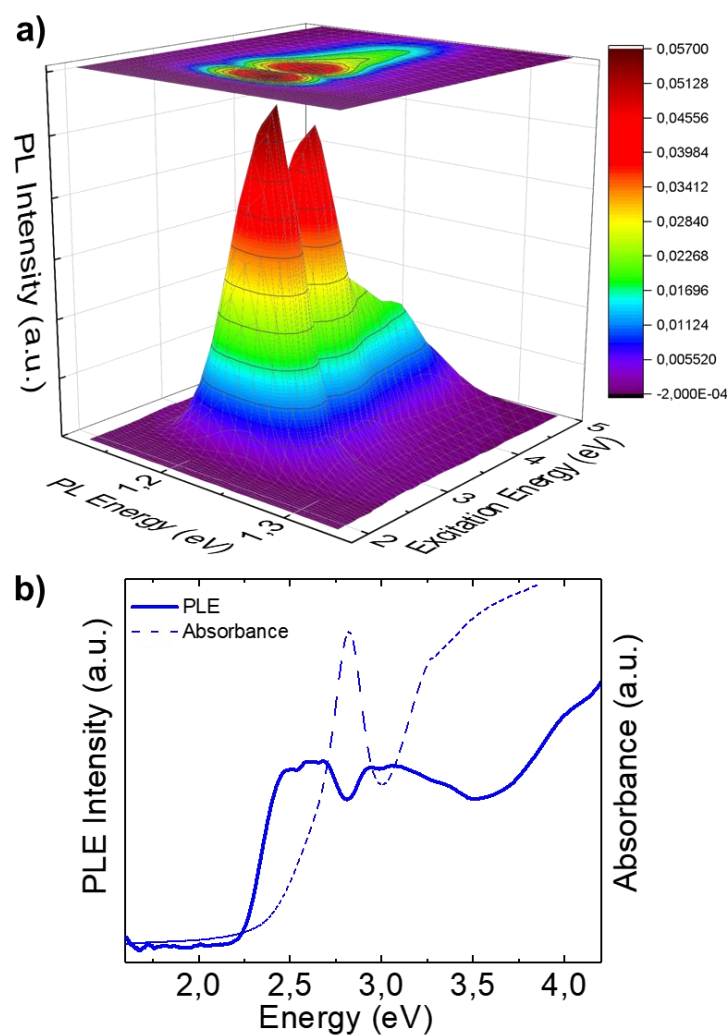 a)
PL Intensity (a.u.)
0,05700
0,05128
0,04556
0,03984
0,03412
0,02840
0,02268
0,01696
0,01124
0,005520
-2,000E-04
1,2
1,3
PL Energy (eV)
2
3
4
5
Excitation Energy (eV)
b)
PLE
Absorbance
PLE Intensity (a.u.)
Absorbance (a.u.)
2,0
2,5
3,0
3,5
4,0
Energy (eV)